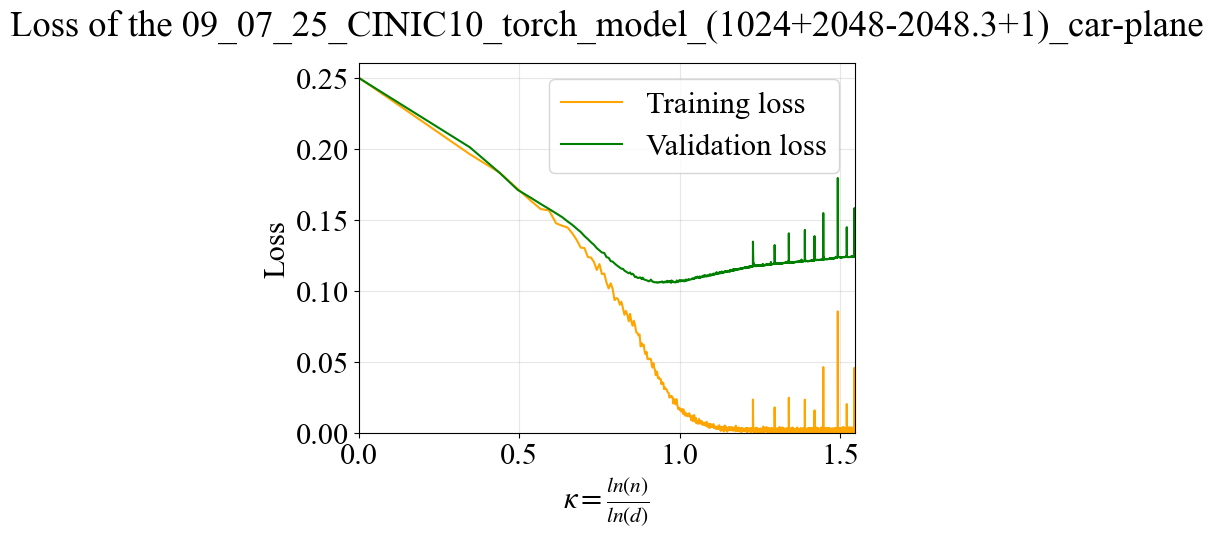 Loss of the 09_07_25_CINIC10_torch_model_(1024+2048-2048.3+1)_car-plane
0.25
0.20
0.15
0.10
0.05
0.00
Loss
Training loss
Validation loss
0.0 0.5 1.0 1.5
κ = ln(n)/ln(d)